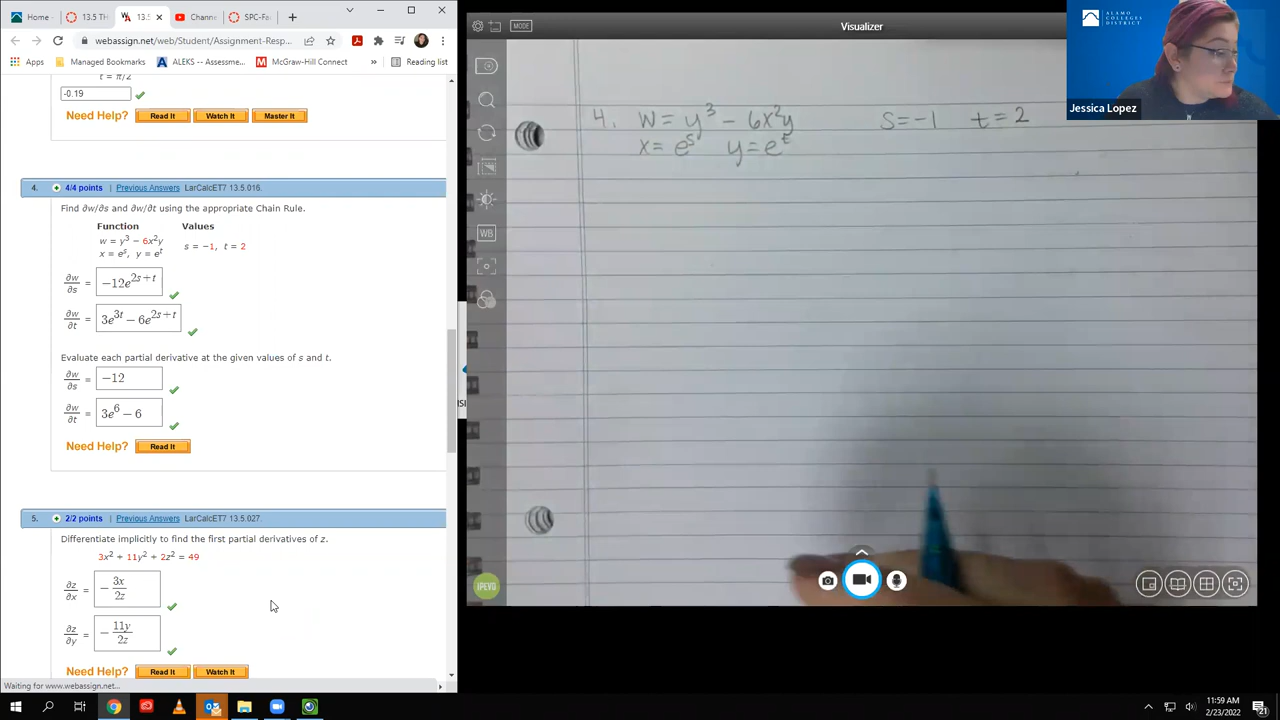 Home -
13.5 TH
13.5
Chann
SPC-Fa
webassign.net/web/Student/Assignment-Resp...
Apps
Managed Bookmarks
ALEKS -- Assessme...
McGraw-Hill Connect
»
Reading list
t = π/2
-0.19
Need Help? Read It Watch It Master It
4. 4/4 points | Previous Answers LarCalcET7 13.5.016.
Find ∂w/∂s and ∂w/∂t using the appropriate Chain Rule.
Function Values
w = y³ − 6x²y
s = −1, t = 2
x = eˢ, y = eᵗ
∂w/∂s = −12e^(2s+t)
∂w/∂t = 3e^(3t) − 6e^(2s+t)
Evaluate each partial derivative at the given values of s and t.
∂w/∂s = −12
∂w/∂t = 3e⁶ − 6
Need Help? Read It
5. 2/2 points | Previous Answers LarCalcET7 13.5.027.
Differentiate implicitly to find the first partial derivatives of z.
3x² + 11y² + 2z² = 49
∂z/∂x = −3x/2z
∂z/∂y = −11y/2z
Need Help? Read It Watch It
Waiting for www.webassign.net...
MODE
Visualizer
WB
4. w = y³ − 6x²y s = −1 t = 2
x = eˢ y = eᵗ
IPEVO
ALAMO
COLLEGES
DISTRICT
Jessica Lopez
11:59 AM
2/23/2022
21